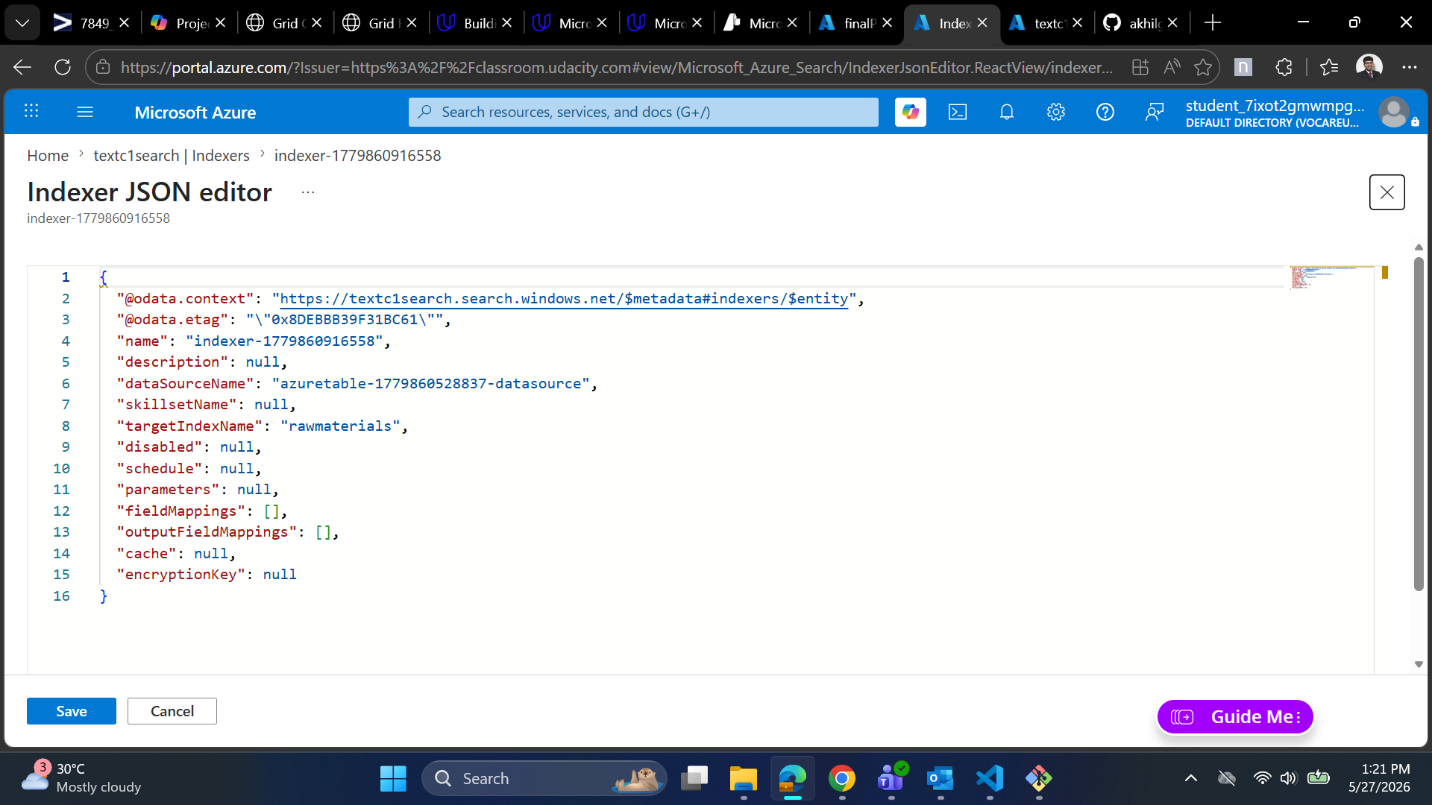 7849_
Projec
Grid C
Grid E
Buildi
Micro
Micro
Micro
finalP
Index
textc1
akhilg
https://portal.azure.com/?Issuer=https%3A%2F%2Fclassroom.udacity.com#view/Microsoft_Azure_Search/IndexerJsonEditor.ReactView/indexer...
Microsoft Azure
Search resources, services, and docs (G+/)
student_7ixot2gmwmpg...
DEFAULT DIRECTORY (VOCAREU...
Home > textc1search | Indexers > indexer-1779860916558
Indexer JSON editor ...
indexer-1779860916558
1 {
2 "@odata.context": "https://textc1search.search.windows.net/$metadata#indexers/$entity",
3 "@odata.etag": "\"0x8DEBBB39F31BC61\"",
4 "name": "indexer-1779860916558",
5 "description": null,
6 "dataSourceName": "azuretable-1779860528837-datasource",
7 "skillsetName": null,
8 "targetIndexName": "rawmaterials",
9 "disabled": null,
10 "schedule": null,
11 "parameters": null,
12 "fieldMappings": [],
13 "outputFieldMappings": [],
14 "cache": null,
15 "encryptionKey": null
16 }
Save
Cancel
Guide Me
3
30°C
Mostly cloudy
Search
1:21 PM
5/27/2026